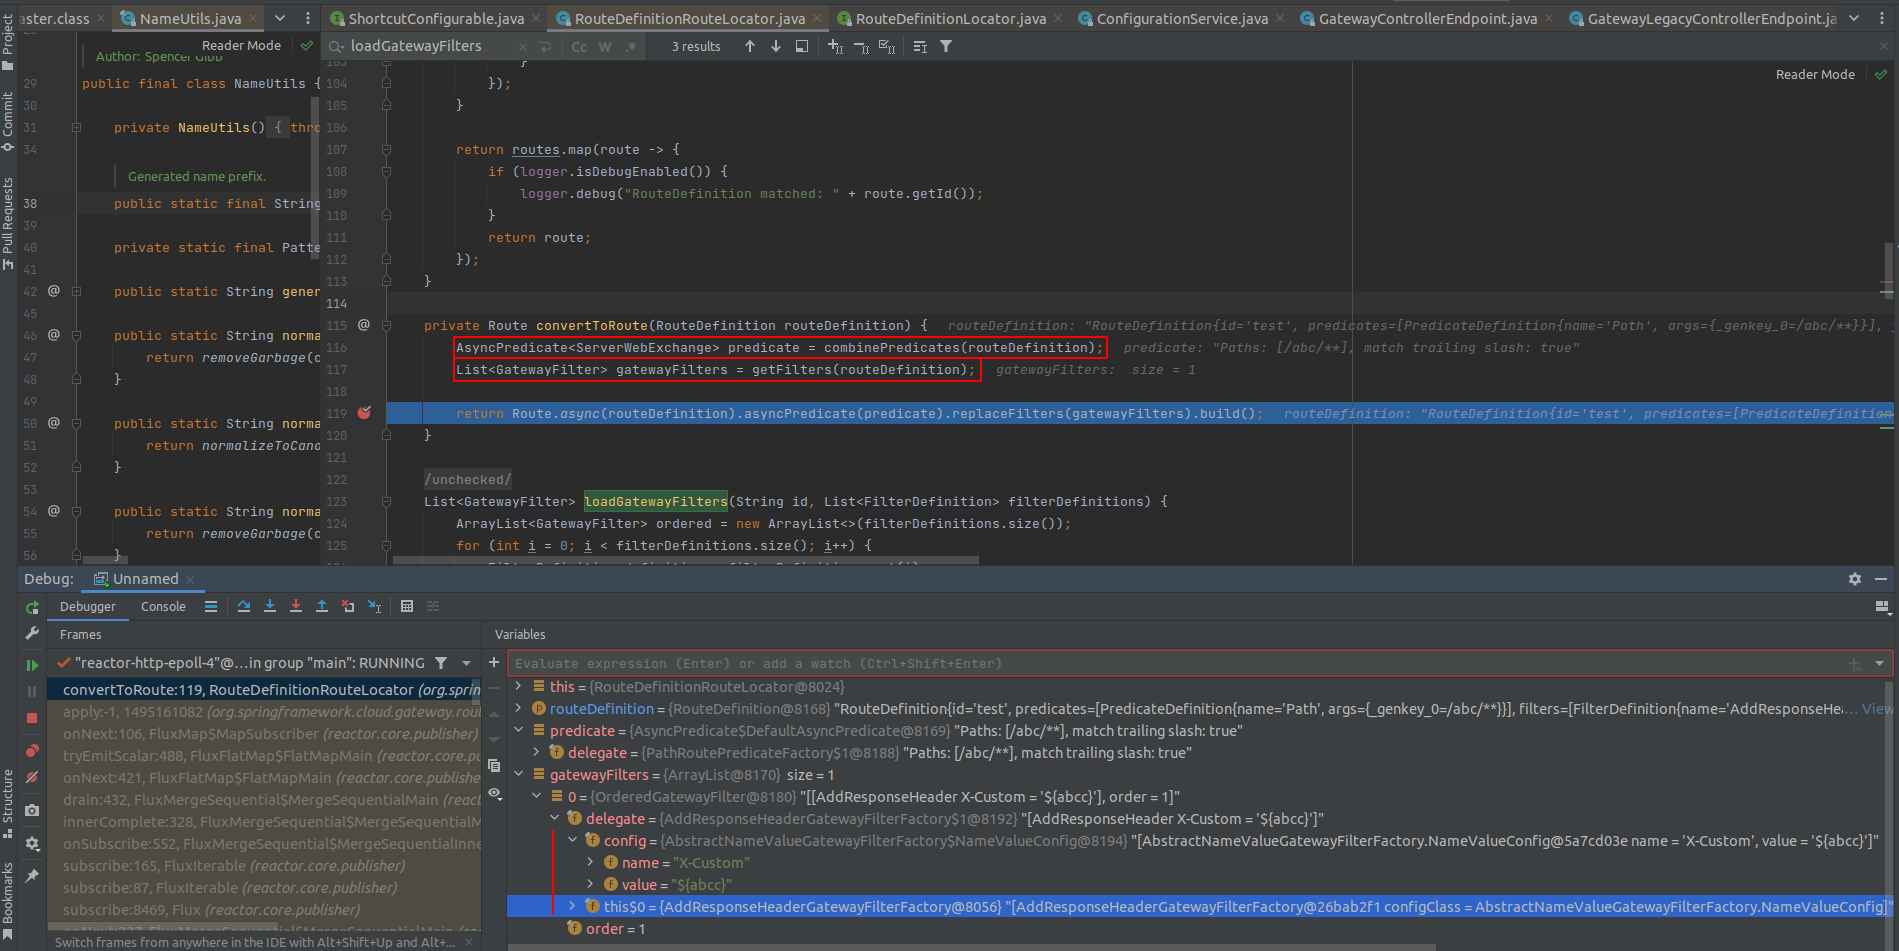 aster.class
NameUtils.java
ShortcutConfigurable.java
RouteDefinitionRouteLocator.java
RouteDefinitionLocator.java
ConfigurationService.java
GatewayControllerEndpoint.java
GatewayLegacyControllerEndpoint.ja
Project
Commit
Pull Requests
Structure
Bookmarks
Reader Mode
Author: Spencer Gibb
29 public final class NameUtils {
30
31 private NameUtils() { thro
34
Generated name prefix.
38 public static final String
39
40 private static final Patte
41
42 @ public static String gener
45
46 @ public static String norma
47 return removeGarbage(c
48 }
49
50 @ public static String norma
51 return normalizeToCano
52 }
53
54 @ public static String norma
55 return removeGarbage(c
56 }
loadGatewayFilters
Cc W .*
3 results
Reader Mode
103 }
104 });
105 }
106
107 return routes.map(route -> {
108 if (logger.isDebugEnabled()) {
109 logger.debug("RouteDefinition matched: " + route.getId());
110 }
111 return route;
112 });
113 }
114
115 @ private Route convertToRoute(RouteDefinition routeDefinition) { routeDefinition: "RouteDefinition{id='test', predicates=[PredicateDefinition{name='Path', args={_genkey_0=/abc/**}}],
116 AsyncPredicate<ServerWebExchange> predicate = combinePredicates(routeDefinition); predicate: "Paths: [/abc/**], match trailing slash: true"
117 List<GatewayFilter> gatewayFilters = getFilters(routeDefinition); gatewayFilters: size = 1
118
119 return Route.async(routeDefinition).asyncPredicate(predicate).replaceFilters(gatewayFilters).build(); routeDefinition: "RouteDefinition{id='test', predicates=[PredicateDefinition
120 }
121
122 /unchecked/
123 List<GatewayFilter> loadGatewayFilters(String id, List<FilterDefinition> filterDefinitions) {
124 ArrayList<GatewayFilter> ordered = new ArrayList<>(filterDefinitions.size());
125 for (int i = 0; i < filterDefinitions.size(); i++) {
Debug: Unnamed
Debugger Console
Frames
"reactor-http-epoll-4"@...in group "main": RUNNING
convertToRoute:119, RouteDefinitionRouteLocator (org.sprin
apply:-1, 1495161082 (org.springframework.cloud.gateway.rout
onNext:106, FluxMap$MapSubscriber (reactor.core.publisher)
tryEmitScalar:488, FluxFlatMap$FlatMapMain (reactor.core.pu
onNext:421, FluxFlatMap$FlatMapMain (reactor.core.publishe
drain:432, FluxMergeSequential$MergeSequentialMain (react
innerComplete:328, FluxMergeSequential$MergeSequentialM
onSubscribe:552, FluxMergeSequential$MergeSequentialInne
subscribe:165, FluxIterable (reactor.core.publisher)
subscribe:87, FluxIterable (reactor.core.publisher)
subscribe:8469, Flux (reactor.core.publisher)
Switch frames from anywhere in the IDE with Alt+Shift+Up and Alt+...
Variables
Evaluate expression (Enter) or add a watch (Ctrl+Shift+Enter)
this = {RouteDefinitionRouteLocator@8024}
routeDefinition = {RouteDefinition@8168} "RouteDefinition{id='test', predicates=[PredicateDefinition{name='Path', args={_genkey_0=/abc/**}}], filters=[FilterDefinition{name='AddResponseHe... View
predicate = {AsyncPredicate$DefaultAsyncPredicate@8169} "Paths: [/abc/**], match trailing slash: true"
delegate = {PathRoutePredicateFactory$1@8188} "Paths: [/abc/**], match trailing slash: true"
gatewayFilters = {ArrayList@8170} size = 1
0 = {OrderedGatewayFilter@8180} "[[AddResponseHeader X-Custom = '${abcc}'], order = 1]"
delegate = {AddResponseHeaderGatewayFilterFactory$1@8192} "[AddResponseHeader X-Custom = '${abcc}']"
config = {AbstractNameValueGatewayFilterFactory$NameValueConfig@8194} "[AbstractNameValueGatewayFilterFactory.NameValueConfig@5a7cd03e name = 'X-Custom', value = '${abcc}']"
name = "X-Custom"
value = "${abcc}"
this$0 = {AddResponseHeaderGatewayFilterFactory@8056} "[AddResponseHeaderGatewayFilterFactory@26bab2f1 configClass = AbstractNameValueGatewayFilterFactory.NameValueConfig]"
order = 1